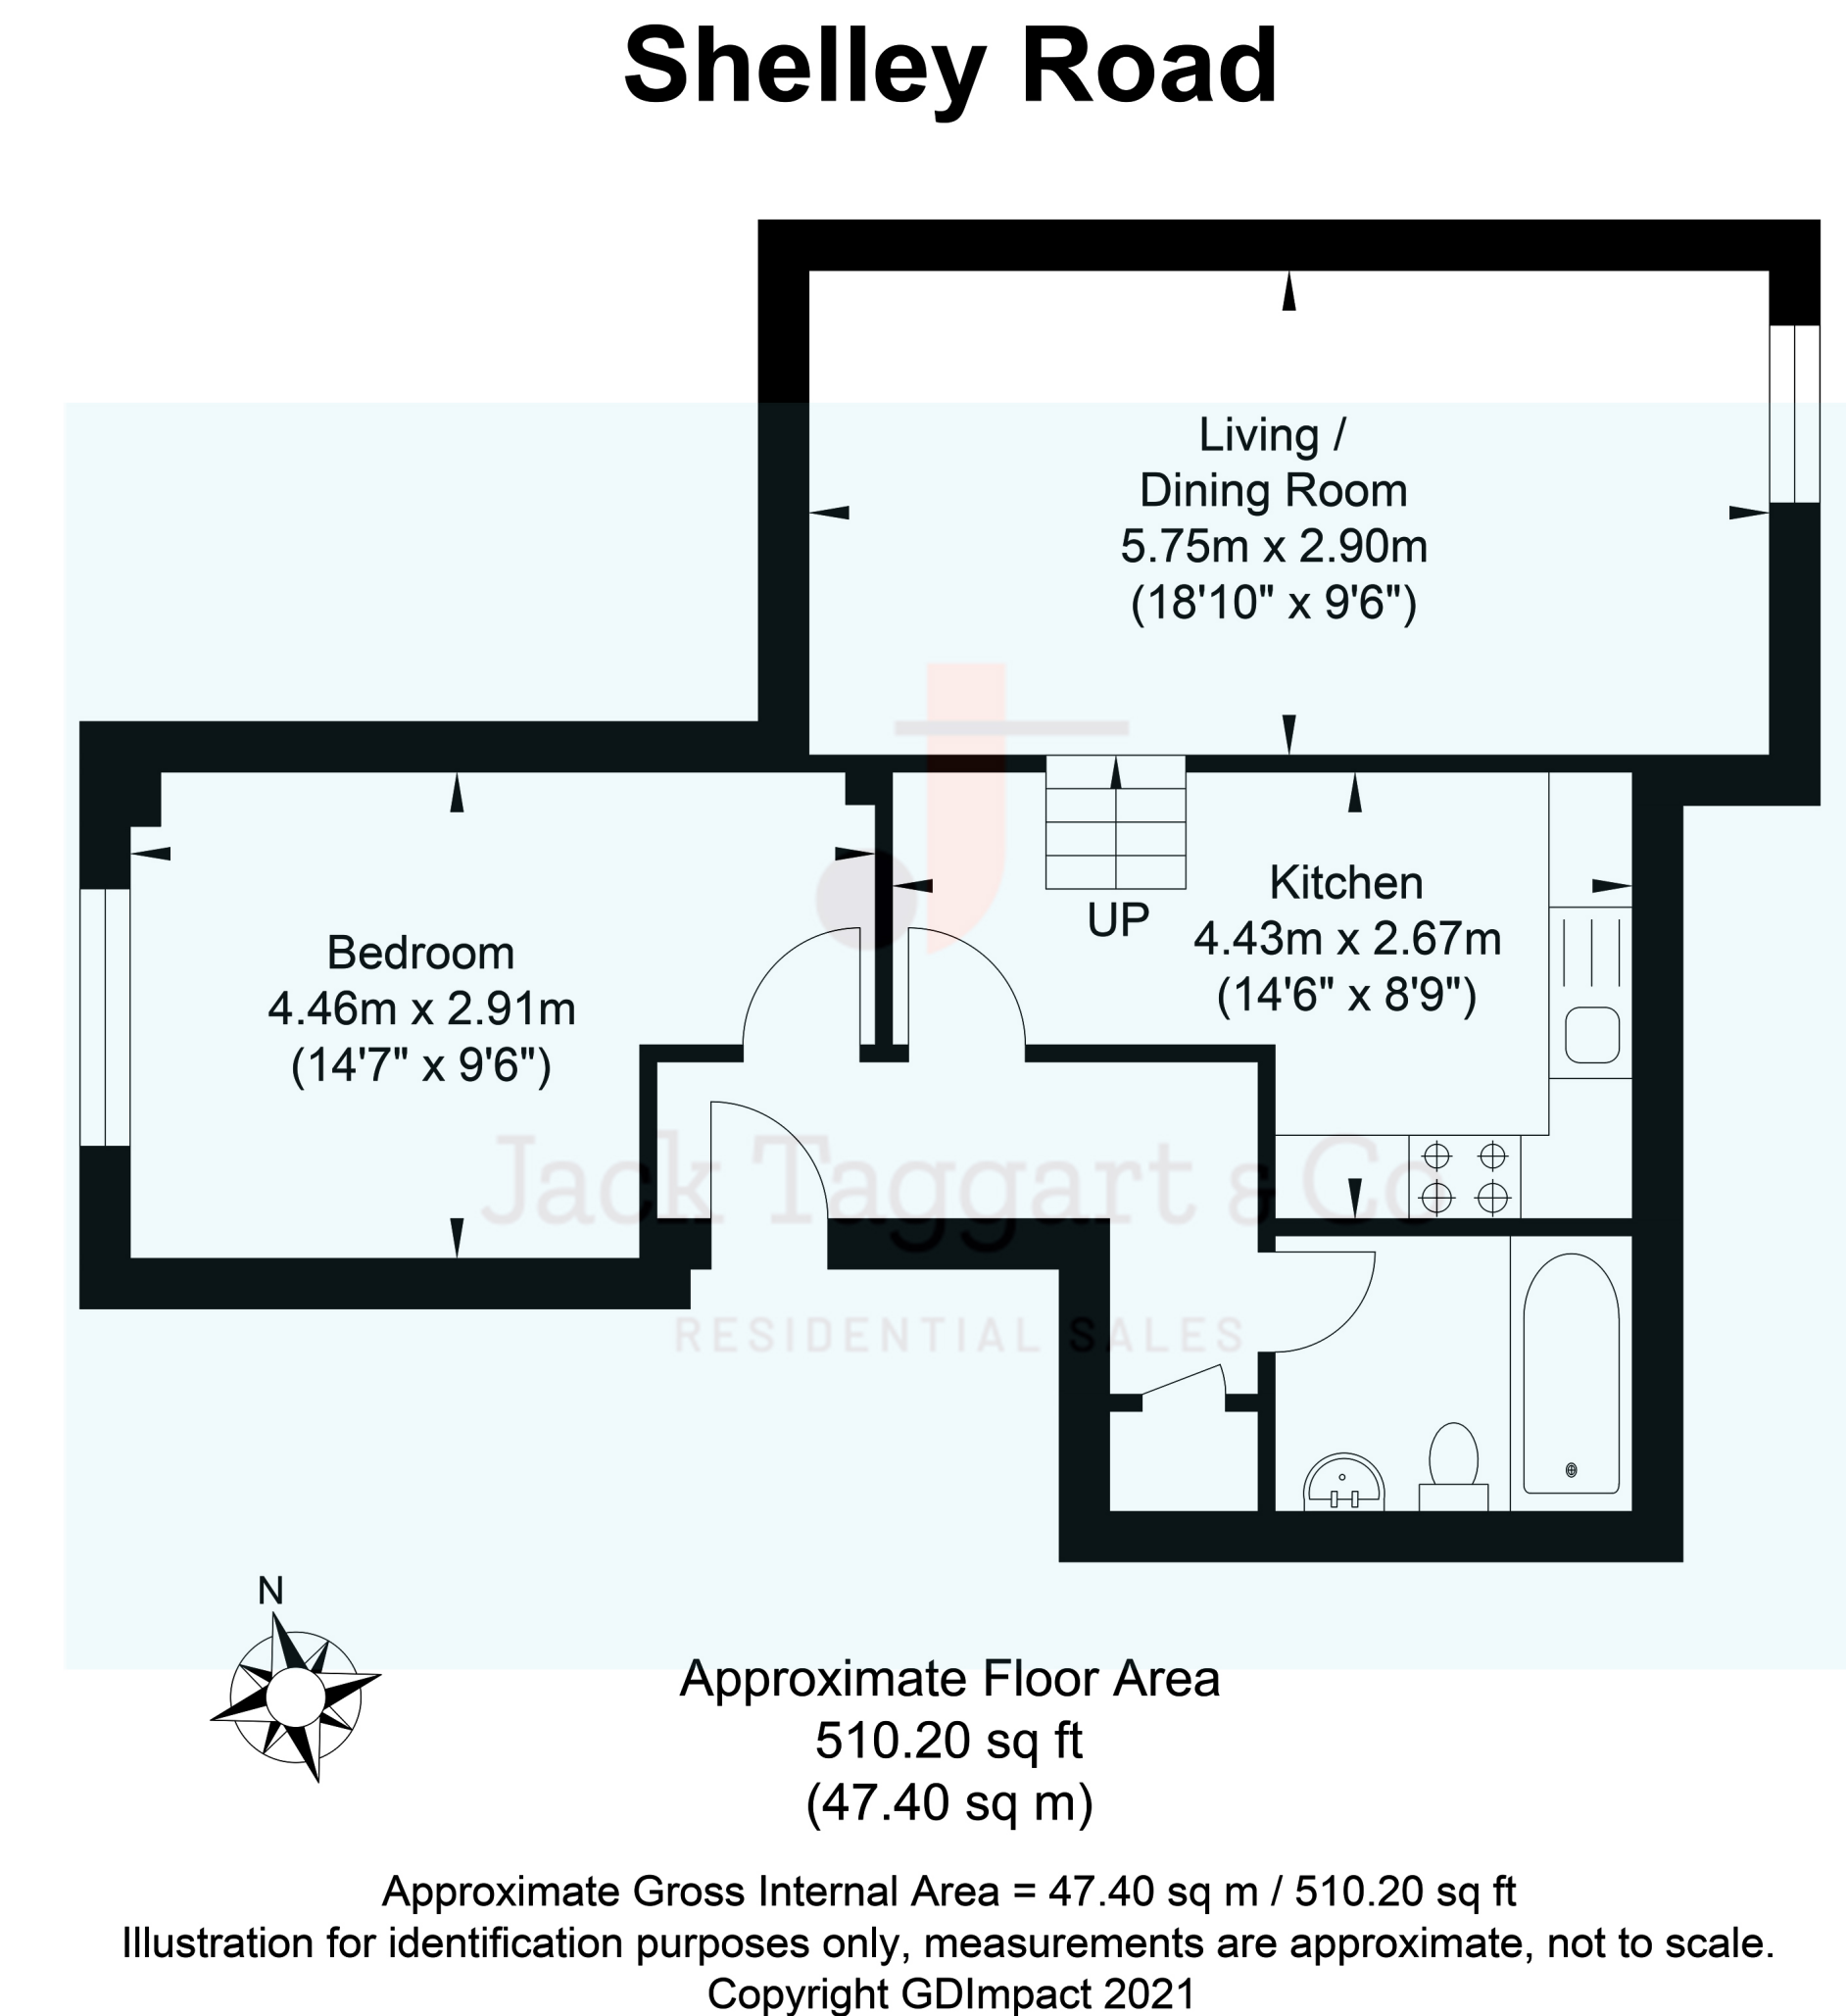 Shelley Road
Living /
Dining Room
5.75m x 2.90m
(18'10" x 9'6")
UP
Kitchen
4.43m x 2.67m
(14'6" x 8'9")
Bedroom
4.46m x 2.91m
(14'7" x 9'6")
Jack Taggart & Co
RESIDENTIAL SALES
N
Approximate Floor Area
510.20 sq ft
(47.40 sq m)
Approximate Gross Internal Area = 47.40 sq m / 510.20 sq ft
Illustration for identification purposes only, measurements are approximate, not to scale.
Copyright GDImpact 2021